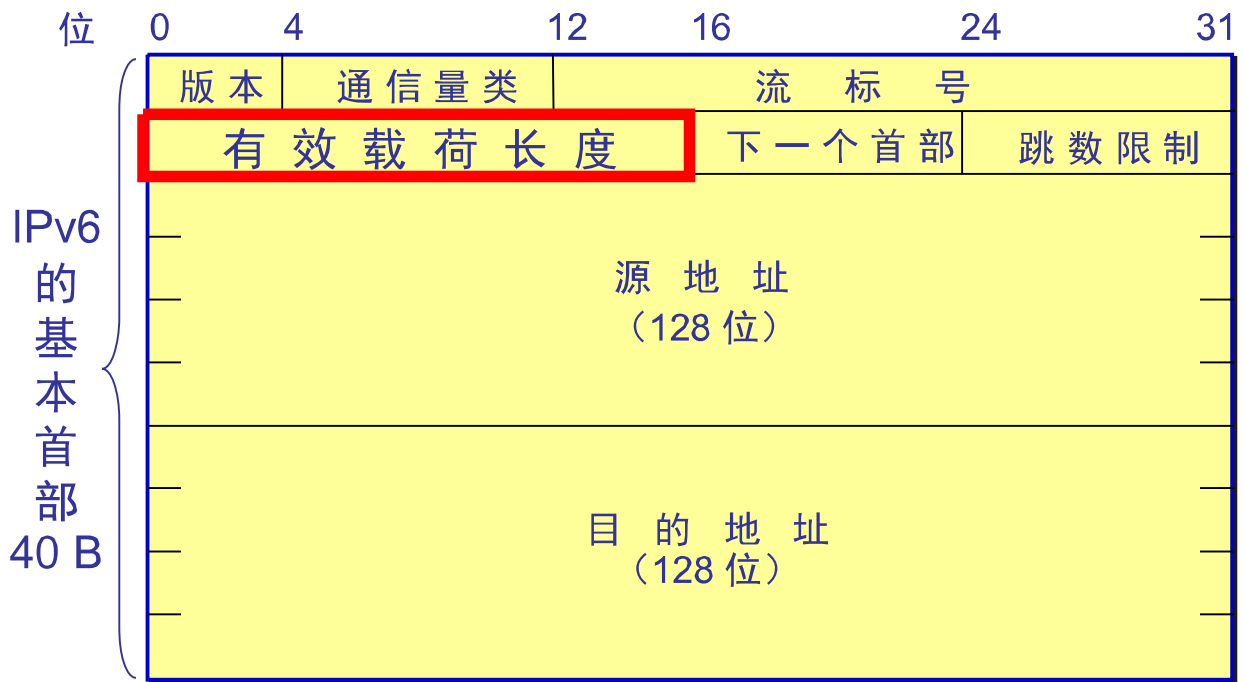 位 0 4 12 16 24 31
版本 通信量类 流标号
有效载荷长度 下一个首部 跳数限制
源地址
（128 位）
目的地址
（128 位）
IPv6
的
基
本
首
部
40 B